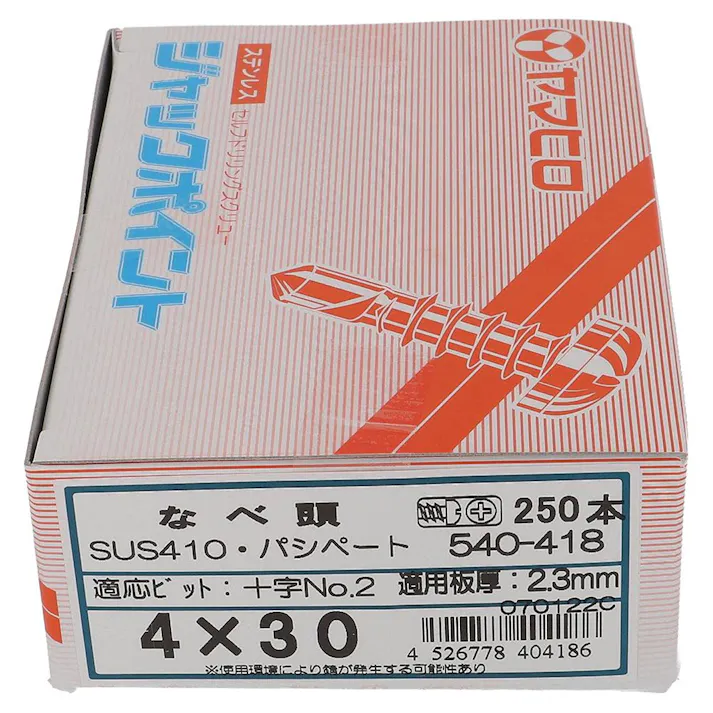 ヤマヒロ
ステンレス
セルフドリリングスクリュー
ジャックポイント
なべ頭 250本
SUS410・パシペート 540-418
適応ビット：十字No.2 適用板厚：2.3mm
070122C
4×30
4 526778 404186
※使用環境により錆が発生する可能性あり